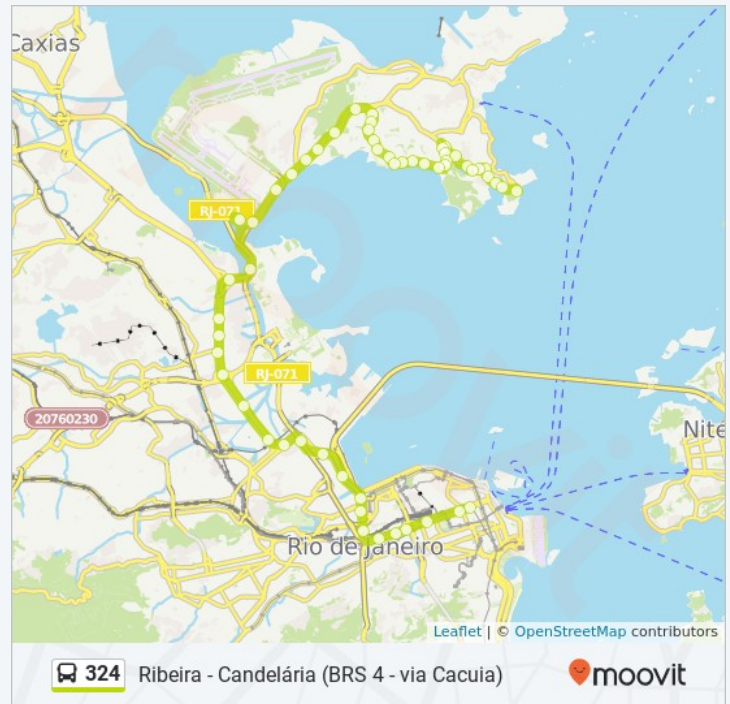 Caxias
RJ-071
RJ-071
20760230
Nite
Rio de Janeiro
Leaflet | © OpenStreetMap contributors
324 Ribeira - Candelária (BRS 4 - via Cacuia)
moovit